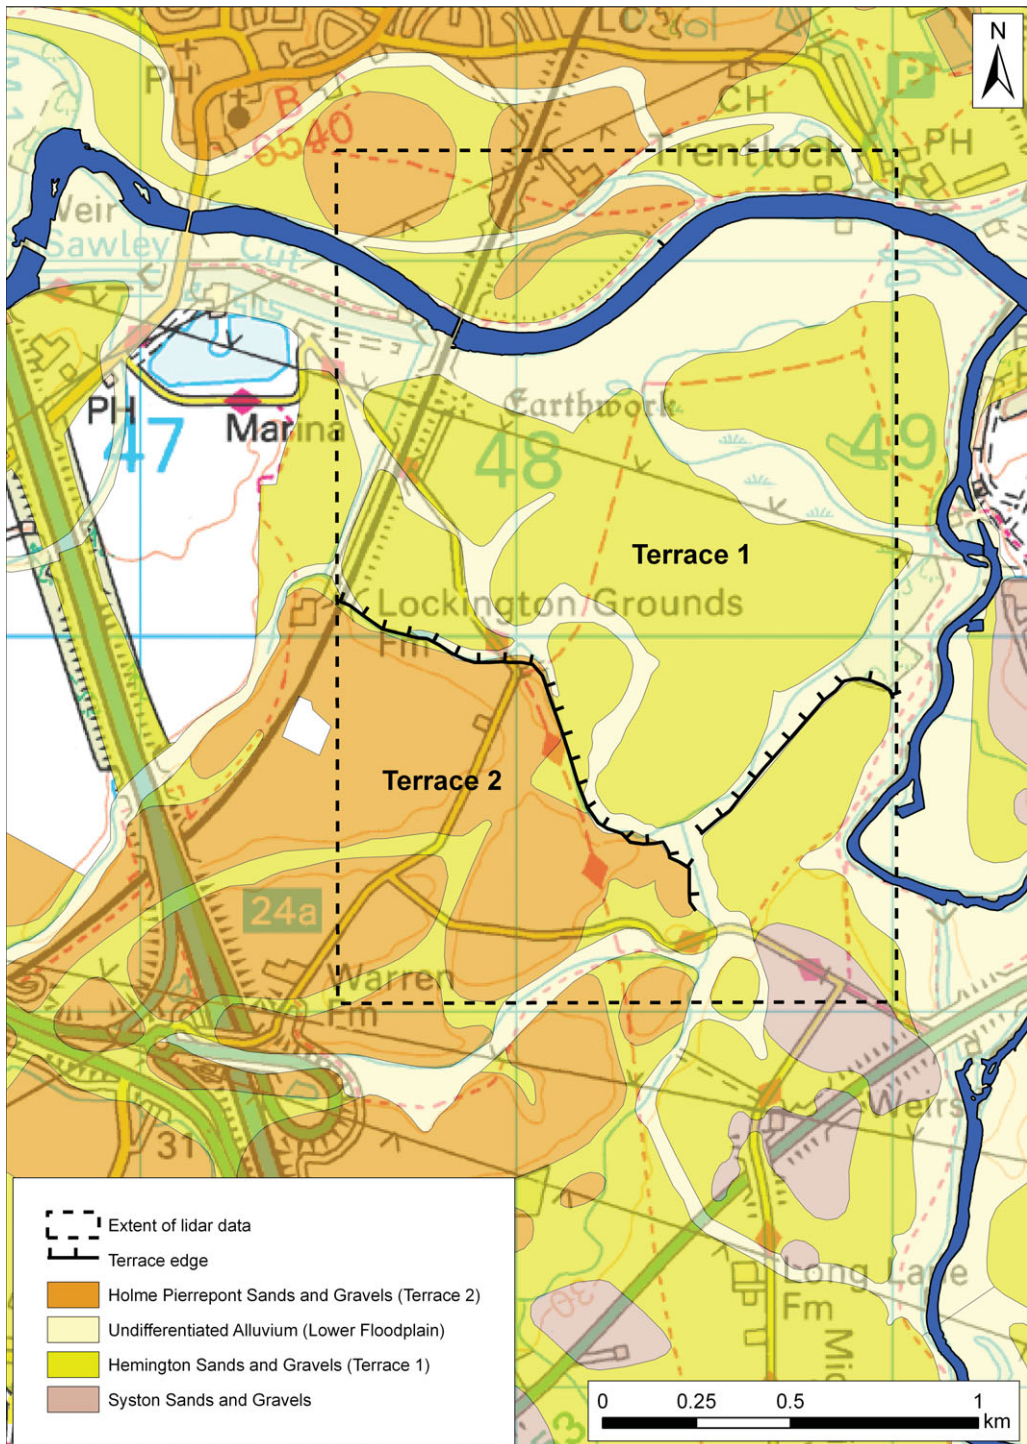 N
LOS
PH
B
6540
P
CH
Trentlock
PH
Weir
Sawley
Cut
Earthwork
PH
Marina
47
48
49
Terrace 1
Lockington Grounds
Fm
Terrace 2
24a
Warren
Fm
Weirs
31
Long Lane
Fm
30
Extent of lidar data
Terrace edge
Holme Pierrepont Sands and Gravels (Terrace 2)
Undifferentiated Alluvium (Lower Floodplain)
Hemington Sands and Gravels (Terrace 1)
Syston Sands and Gravels
0 0.25 0.5 1
km